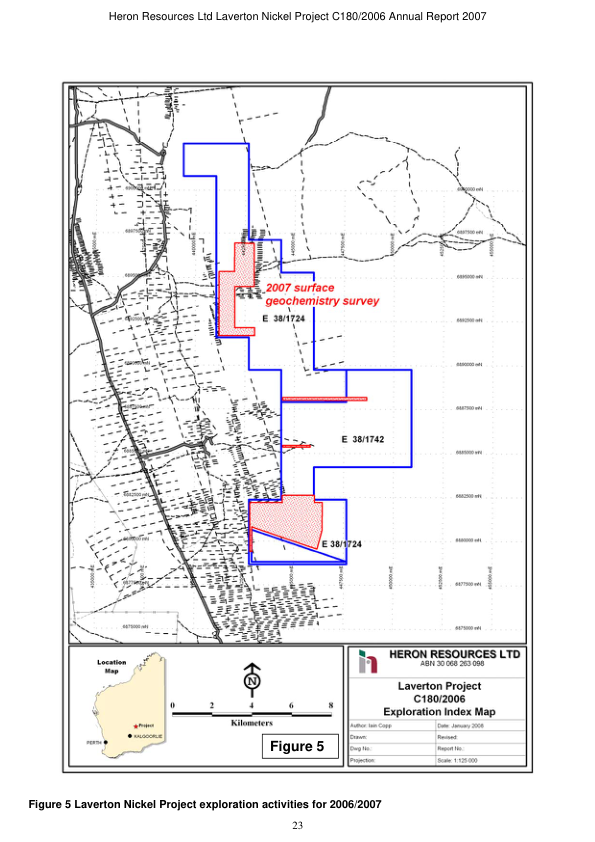 Heron Resources Ltd Laverton Nickel Project C180/2006 Annual Report 2007
2007 surface
geochemistry survey
E 38/1724
E 38/1742
E 38/1724
6897500 mN
6895000 mN
6892500 mN
6890000 mN
6887500 mN
6885000 mN
6882500 mN
6880000 mN
6877500 mN
6875000 mN
Location
Map
Project
KALGOORLIE
PERTH
N
0 2 4 6 8
Kilometers
Figure 5
HERON RESOURCES LTD
ABN 30 068 263 098
Laverton Project
C180/2006
Exploration Index Map
Author: Iain Copp
Date: January 2008
Drawn:
Revised:
Dwg No.:
Report No.:
Projection:
Scale: 1:125 000
Figure 5 Laverton Nickel Project exploration activities for 2006/2007
23